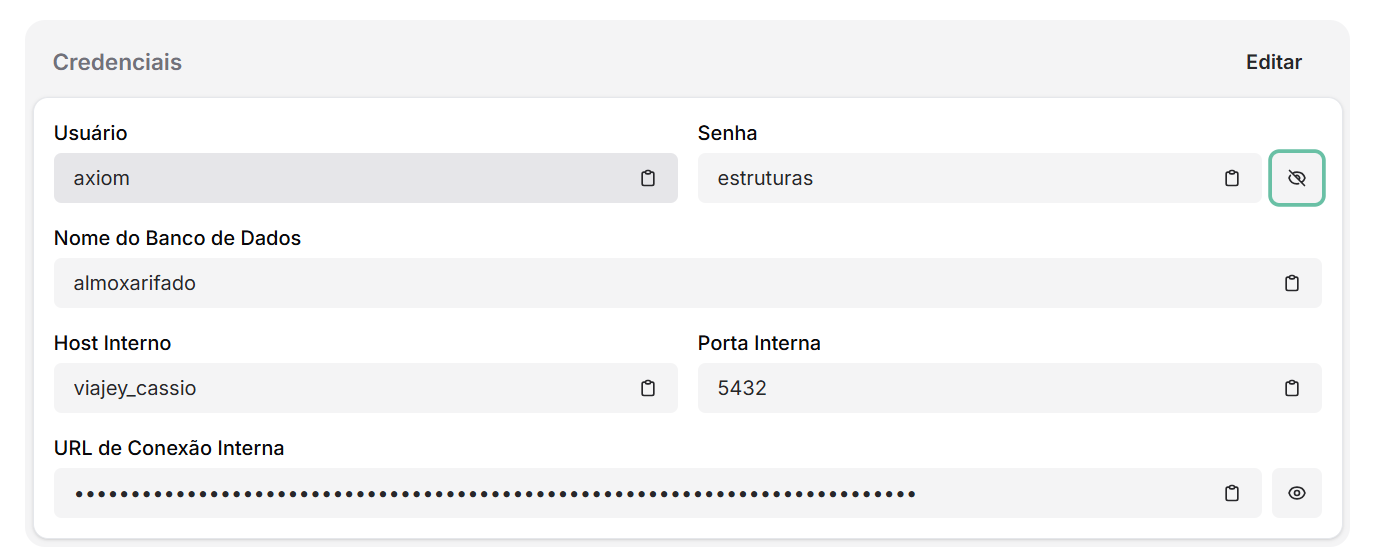 Credenciais
Editar
Usuário
Senha
axiom
estruturas
Nome do Banco de Dados
almoxarifado
Host Interno
Porta Interna
viajey_cassio
5432
URL de Conexão Interna